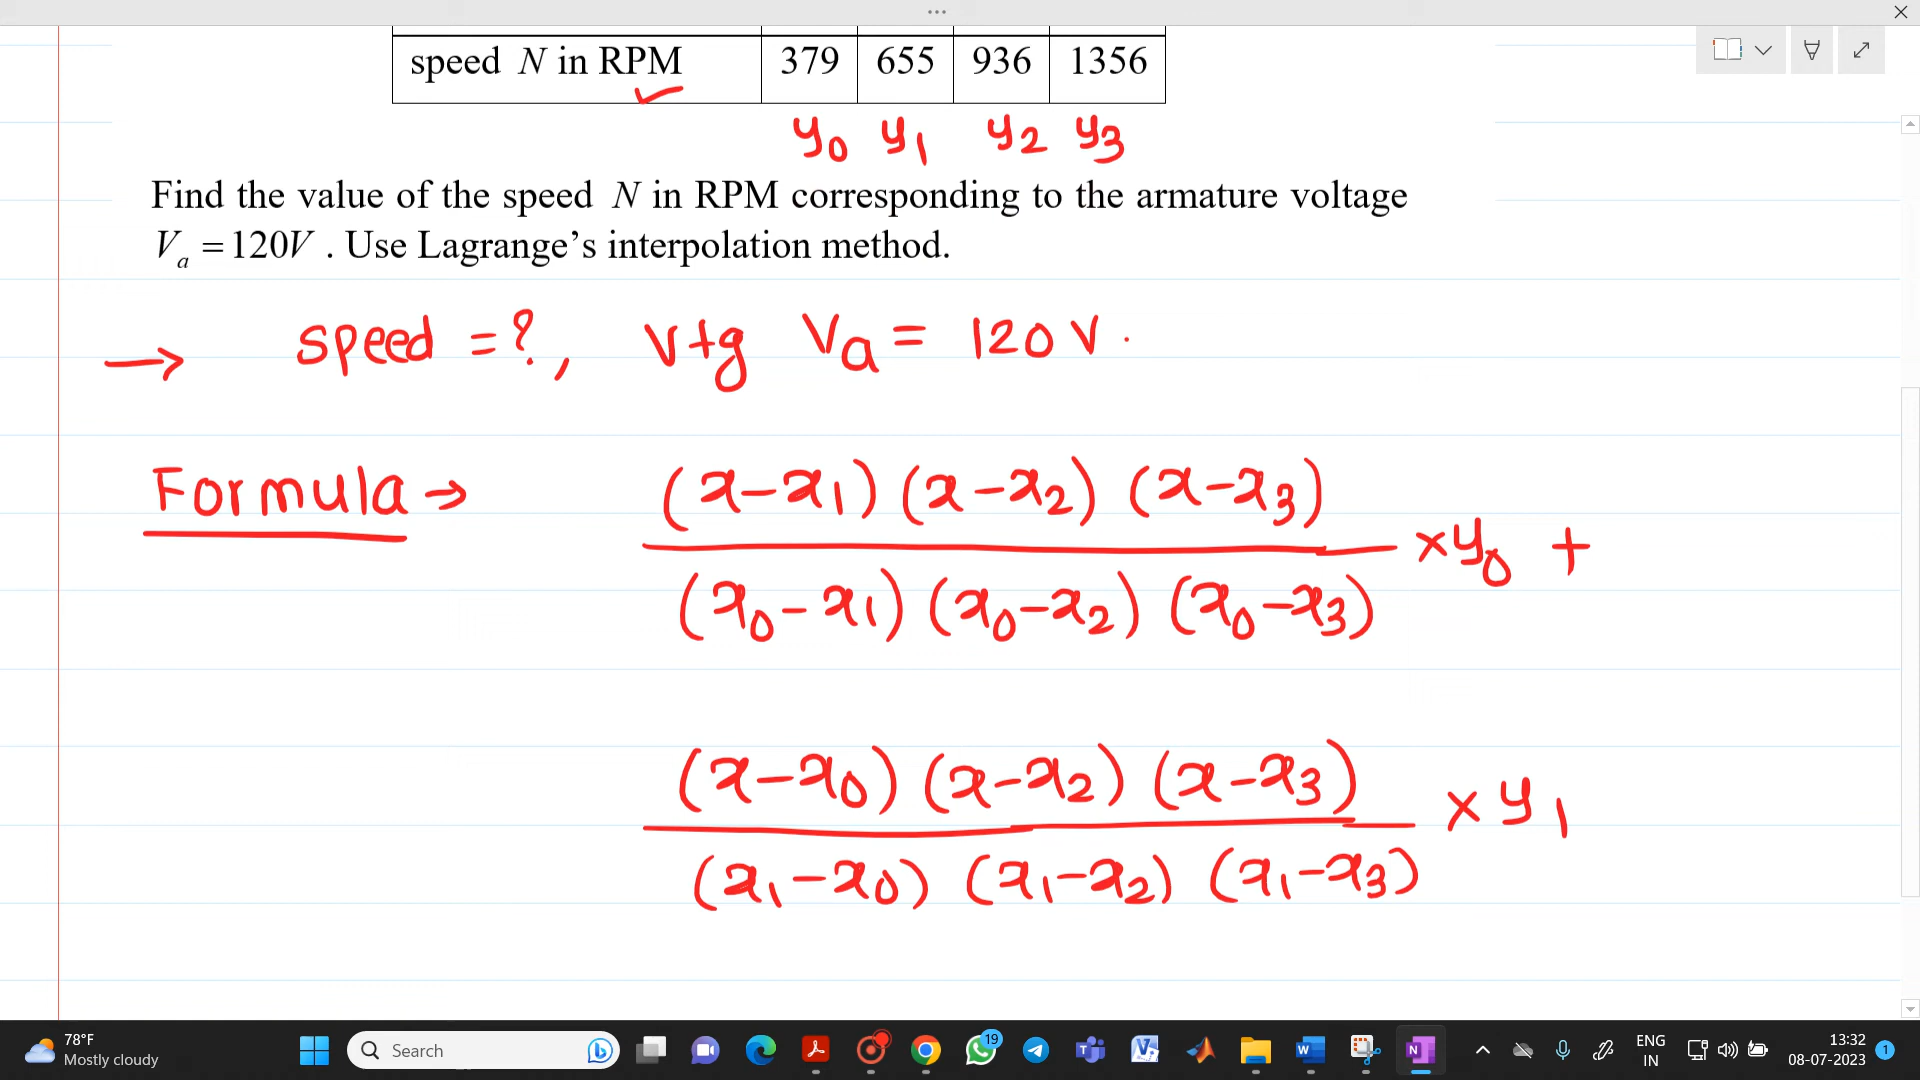 speed N in RPM 379 655 936 1356
y0 y1 y2 y3
Find the value of the speed N in RPM corresponding to the armature voltage
Va = 120V . Use Lagrange’s interpolation method.
→ speed = ?, vtg Va = 120 V.
Formula → (x-x1) (x-x2) (x-x3)
× y0 +
(x0-x1) (x0-x2) (x0-x3)
(x-x0) (x-x2) (x-x3)
× y1
(x1-x0) (x1-x2) (x1-x3)
78°F
Mostly cloudy
Search
19
ENG
IN
13:32
08-07-2023
1